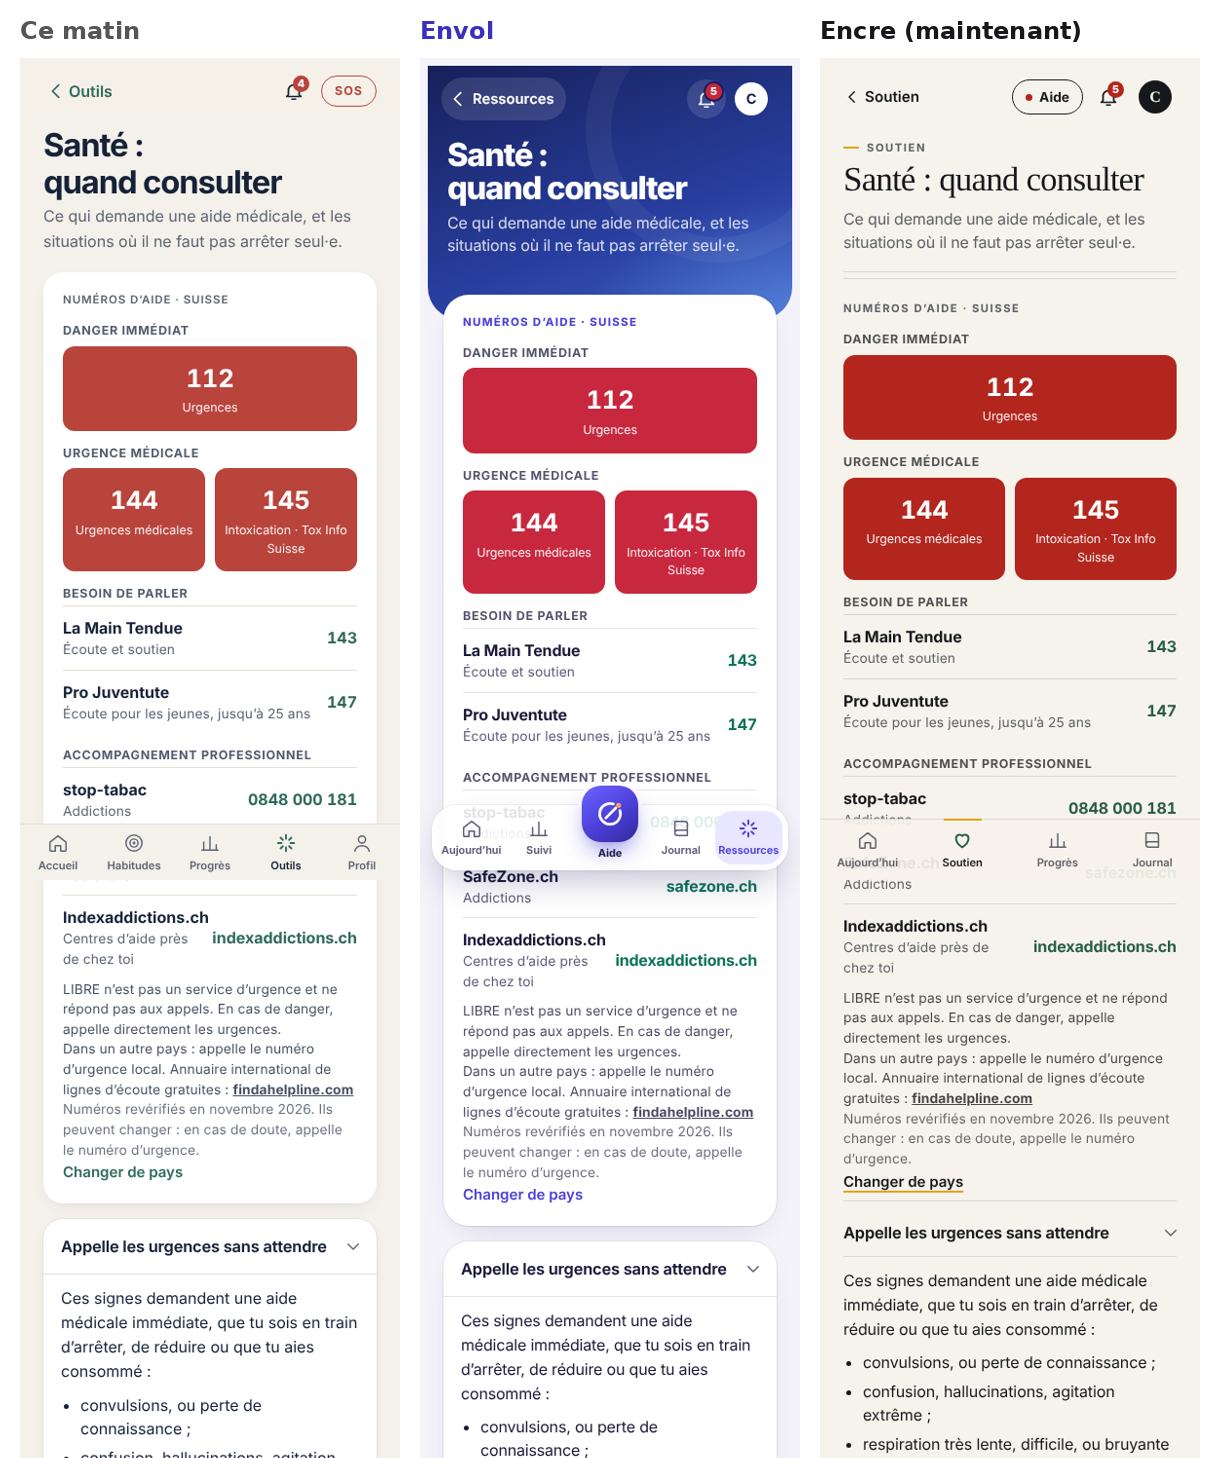 Ce matin
Outils
4
SOS
Santé :
quand consulter
Ce qui demande une aide médicale, et les
situations où il ne faut pas arrêter seul·e.
NUMÉROS D’AIDE · SUISSE
DANGER IMMÉDIAT
112
Urgences
URGENCE MÉDICALE
144
Urgences médicales
145
Intoxication · Tox Info
Suisse
BESOIN DE PARLER
La Main Tendue
Écoute et soutien
143
Pro Juventute
Écoute pour les jeunes, jusqu’à 25 ans
147
ACCOMPAGNEMENT PROFESSIONNEL
stop-tabac
Addictions
0848 000 181
Accueil
Habitudes
Progrès
Outils
Profil
Indexaddictions.ch
Centres d’aide près
de chez toi
indexaddictions.ch
LIBRE n’est pas un service d’urgence et ne
répond pas aux appels. En cas de danger,
appelle directement les urgences.
Dans un autre pays : appelle le numéro
d’urgence local. Annuaire international de
lignes d’écoute gratuites : findahelpline.com
Numéros revérifiés en novembre 2026. Ils
peuvent changer : en cas de doute, appelle
le numéro d’urgence.
Changer de pays
Appelle les urgences sans attendre
Ces signes demandent une aide
médicale immédiate, que tu sois en train
d’arrêter, de réduire ou que tu aies
consommé :
• convulsions, ou perte de
connaissance ;
• confusion, hallucinations, agitation
Envol
Ressources
5
C
Santé :
quand consulter
Ce qui demande une aide médicale, et les
situations où il ne faut pas arrêter seul·e.
NUMÉROS D’AIDE · SUISSE
DANGER IMMÉDIAT
112
Urgences
URGENCE MÉDICALE
144
Urgences médicales
145
Intoxication · Tox Info
Suisse
BESOIN DE PARLER
La Main Tendue
Écoute et soutien
143
Pro Juventute
Écoute pour les jeunes, jusqu’à 25 ans
147
ACCOMPAGNEMENT PROFESSIONNEL
stop-tabac
Addictions
0848 000
Aujourd’hui
Suivi
Aide
Journal
Ressources
SafeZone.ch
Addictions
safezone.ch
Indexaddictions.ch
Centres d’aide près
de chez toi
indexaddictions.ch
LIBRE n’est pas un service d’urgence et ne
répond pas aux appels. En cas de danger,
appelle directement les urgences.
Dans un autre pays : appelle le numéro
d’urgence local. Annuaire international de
lignes d’écoute gratuites : findahelpline.com
Numéros revérifiés en novembre 2026. Ils
peuvent changer : en cas de doute, appelle
le numéro d’urgence.
Changer de pays
Appelle les urgences sans attendre
Ces signes demandent une aide
médicale immédiate, que tu sois en train
d’arrêter, de réduire ou que tu aies
consommé :
• convulsions, ou perte de
connaissance ;
Encre (maintenant)
Soutien
Aide
5
C
SOUTIEN
Santé : quand consulter
Ce qui demande une aide médicale, et les
situations où il ne faut pas arrêter seul·e.
NUMÉROS D’AIDE · SUISSE
DANGER IMMÉDIAT
112
Urgences
URGENCE MÉDICALE
144
Urgences médicales
145
Intoxication · Tox Info
Suisse
BESOIN DE PARLER
La Main Tendue
Écoute et soutien
143
Pro Juventute
Écoute pour les jeunes, jusqu’à 25 ans
147
ACCOMPAGNEMENT PROFESSIONNEL
stop-tabac
Addictions
0848 000 181
Aujourd’hui
Soutien
Progrès
Journal
safezone.ch
Addictions
Indexaddictions.ch
Centres d’aide près de
chez toi
indexaddictions.ch
LIBRE n’est pas un service d’urgence et ne répond
pas aux appels. En cas de danger, appelle
directement les urgences.
Dans un autre pays : appelle le numéro d’urgence
local. Annuaire international de lignes d’écoute
gratuites : findahelpline.com
Numéros revérifiés en novembre 2026. Ils peuvent
changer : en cas de doute, appelle le numéro
d’urgence.
Changer de pays
Appelle les urgences sans attendre
Ces signes demandent une aide médicale
immédiate, que tu sois en train d’arrêter, de
réduire ou que tu aies consommé :
• convulsions, ou perte de connaissance ;
• confusion, hallucinations, agitation
extrême ;
• respiration très lente, difficile, ou bruyante